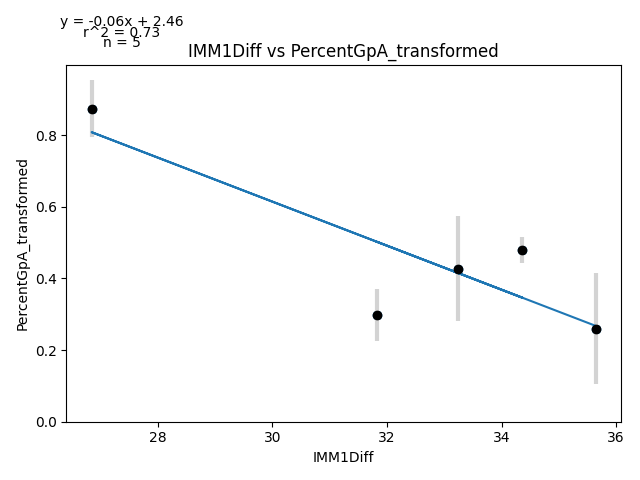 y = -0.06x + 2.46
r^2 = 0.73
n = 5
IMM1Diff vs PercentGpA_transformed
PercentGpA_transformed
0.8
0.6
0.4
0.2
0.0
28 30 32 34 36
IMM1Diff